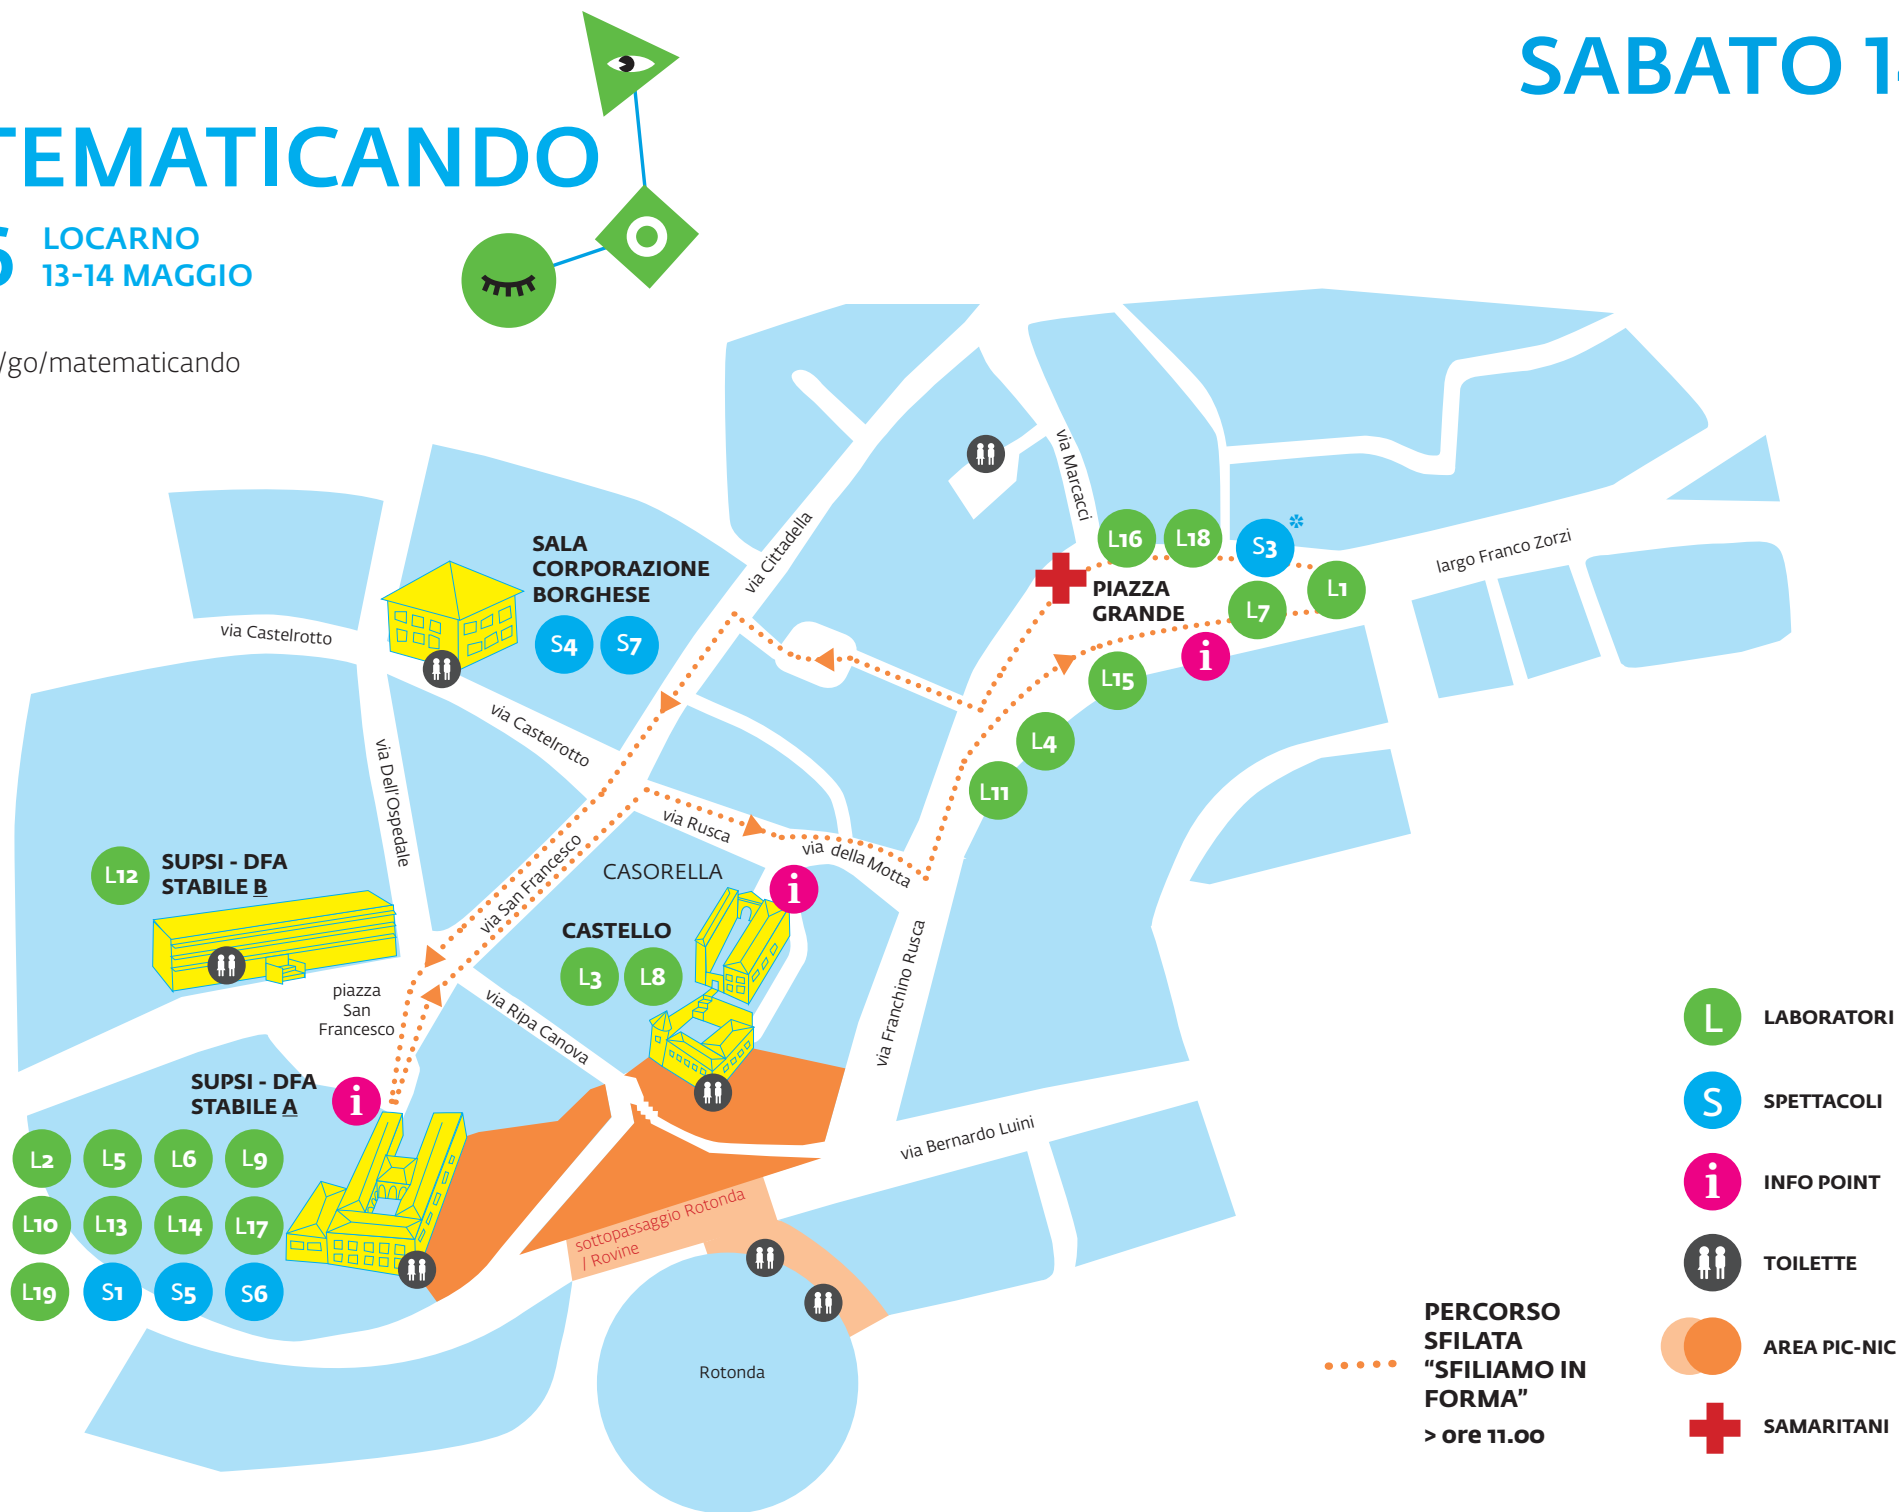 SABATO 14
TEMATICANDO
6
LOCARNO
13-14 MAGGIO
/go/matematicando
via Marcacci
largo Franco Zorzi
via Cittadella
L16
L18
S3*
L1
L7
PIAZZA
GRANDE
i
L15
L4
L11
SALA
CORPORAZIONE
BORGHESE
S4
S7
via Castelrotto
via Castelrotto
via Dell'Ospedale
via Rusca
via della Motta
via San Francesco
CASORELLA
i
CASTELLO
L3
L8
L12
SUPSI - DFA
STABILE B
piazza
San
Francesco
via Ripa Canova
via Franchino Rusca
via Bernardo Luini
SUPSI - DFA
STABILE A
i
L2
L5
L6
L9
L10
L13
L14
L17
L19
S1
S5
S6
sottopassaggio Rotonda
/ Rovine
Rotonda
PERCORSO
SFILATA
“SFILIAMO IN
FORMA”
> ore 11.00
L LABORATORI
S SPETTACOLI
i INFO POINT
TOILETTE
AREA PIC-NIC
SAMARITANI